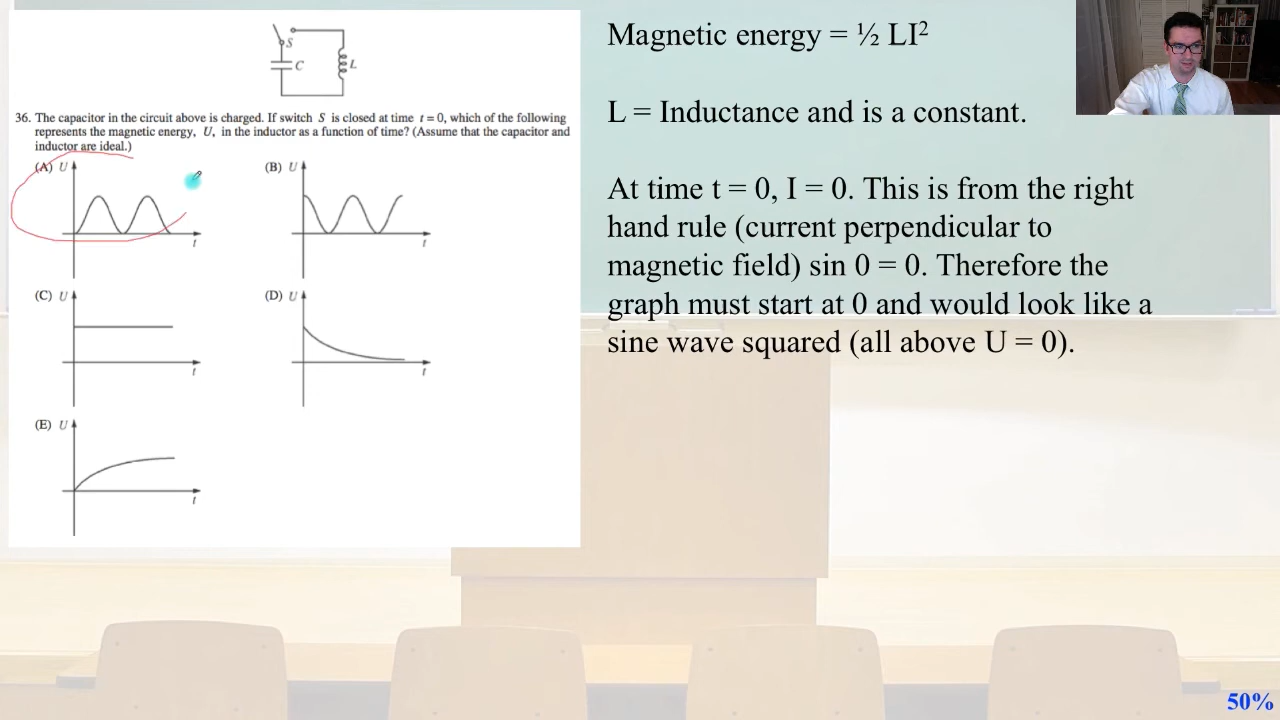 S
C
L
36. The capacitor in the circuit above is charged. If switch S is closed at time t = 0, which of the following
represents the magnetic energy, U, in the inductor as a function of time? (Assume that the capacitor and
inductor are ideal.)
(A) U
t
(B) U
t
(C) U
t
(D) U
t
(E) U
t
Magnetic energy = ½ LI²
L = Inductance and is a constant.
At time t = 0, I = 0. This is from the right
hand rule (current perpendicular to
magnetic field) sin 0 = 0. Therefore the
graph must start at 0 and would look like a
sine wave squared (all above U = 0).
50%